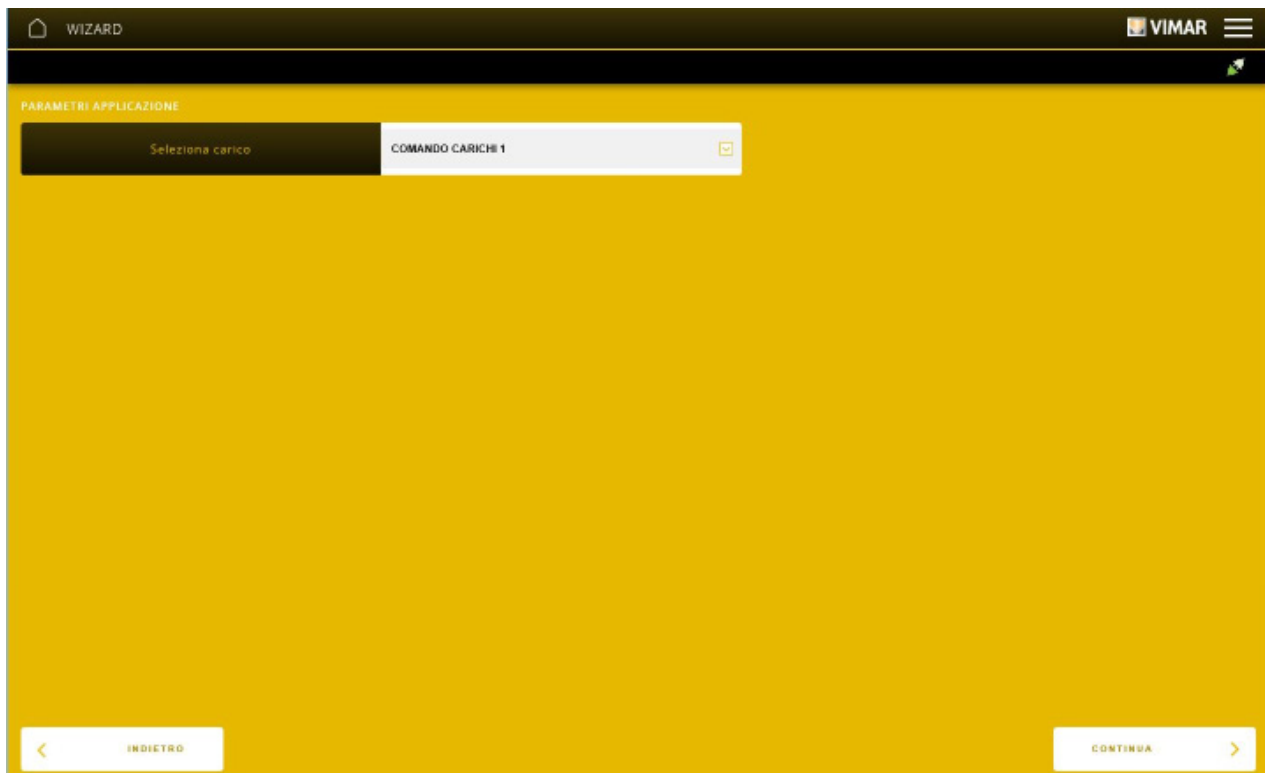 WIZARD
VIMAR
PARAMETRI APPLICAZIONE
Seleziona carico
COMANDO CARICHI 1
INDIETRO
CONTINUA